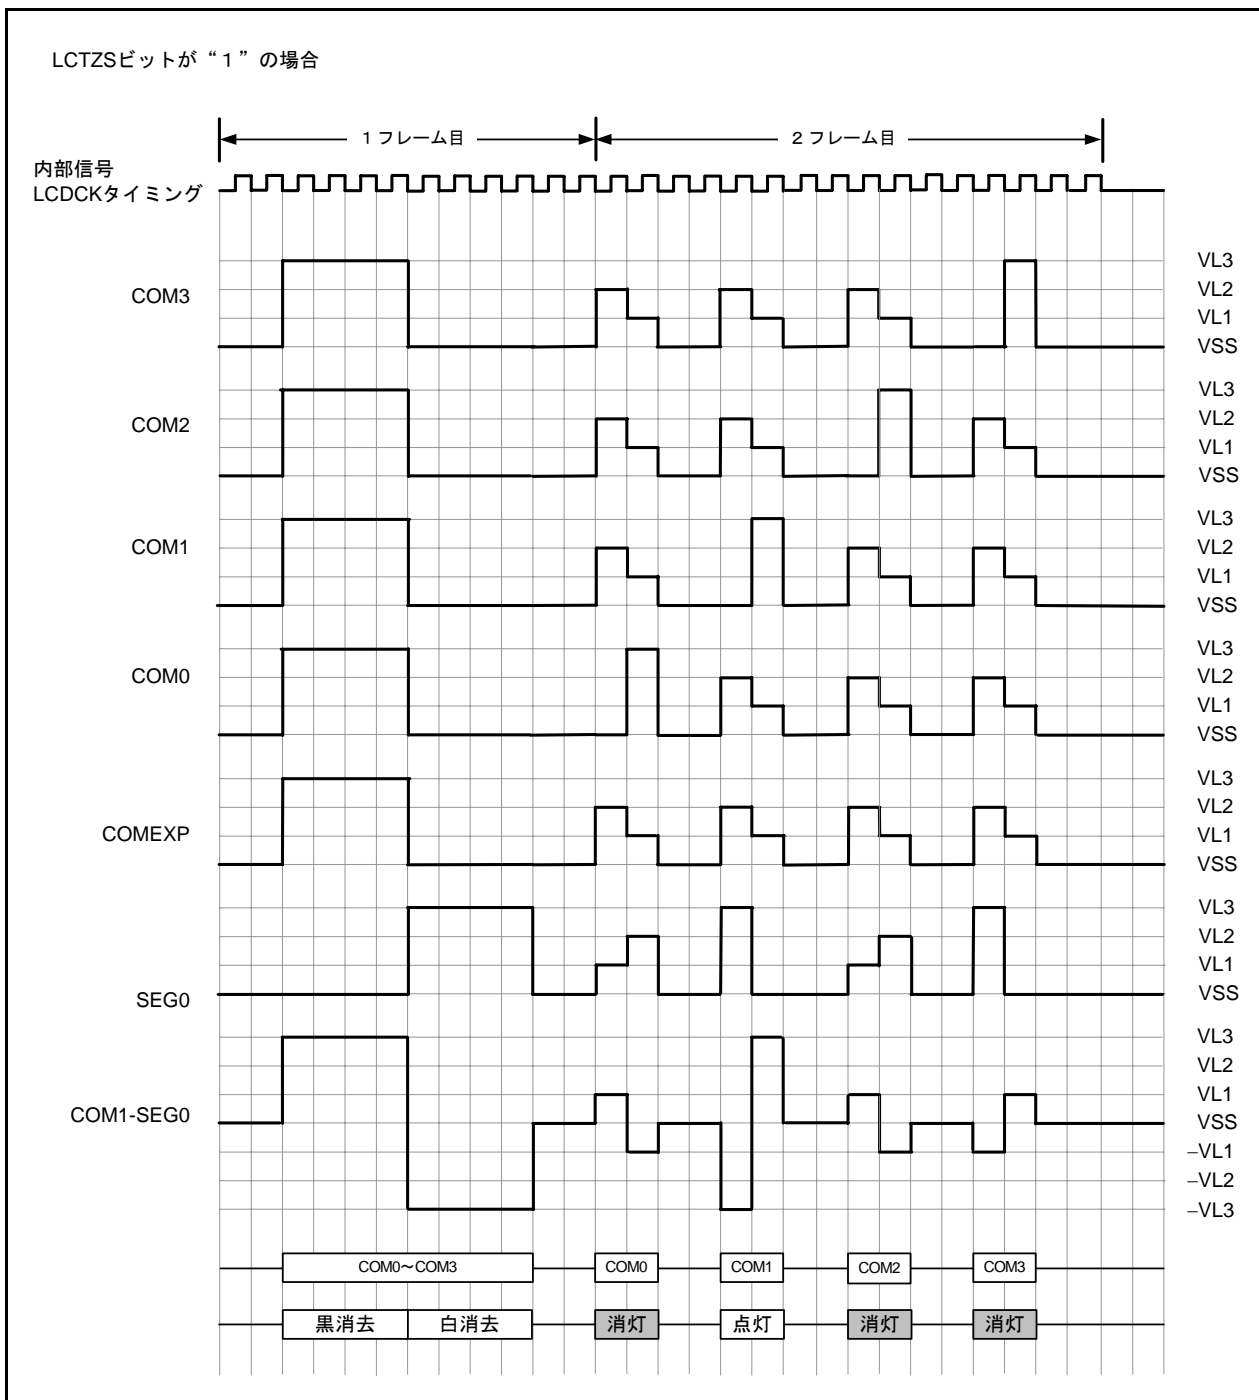 LCTZSビットが“１”の場合
１フレーム目
２フレーム目
内部信号
LCDCKタイミング
COM3
VL3
VL2
VL1
VSS
COM2
VL3
VL2
VL1
VSS
COM1
VL3
VL2
VL1
VSS
COM0
VL3
VL2
VL1
VSS
COMEXP
VL3
VL2
VL1
VSS
SEG0
VL3
VL2
VL1
VSS
COM1-SEG0
VL3
VL2
VL1
VSS
–VL1
–VL2
–VL3
COM0～COM3
COM0
COM1
COM2
COM3
黒消去
白消去
消灯
点灯
消灯
消灯